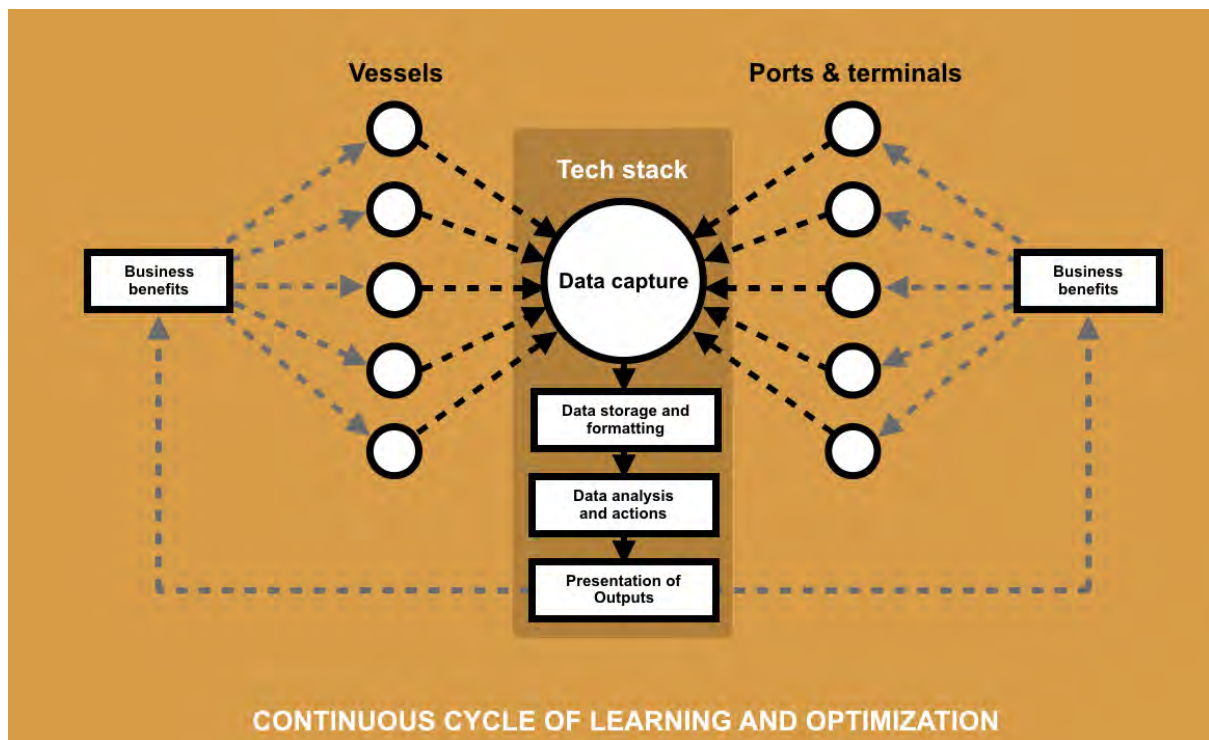 Vessels
Ports & terminals
Tech stack
Data capture
Business
benefits
Business
benefits
Data storage and
formatting
Data analysis
and actions
Presentation of
Outputs
CONTINUOUS CYCLE OF LEARNING AND OPTIMIZATION